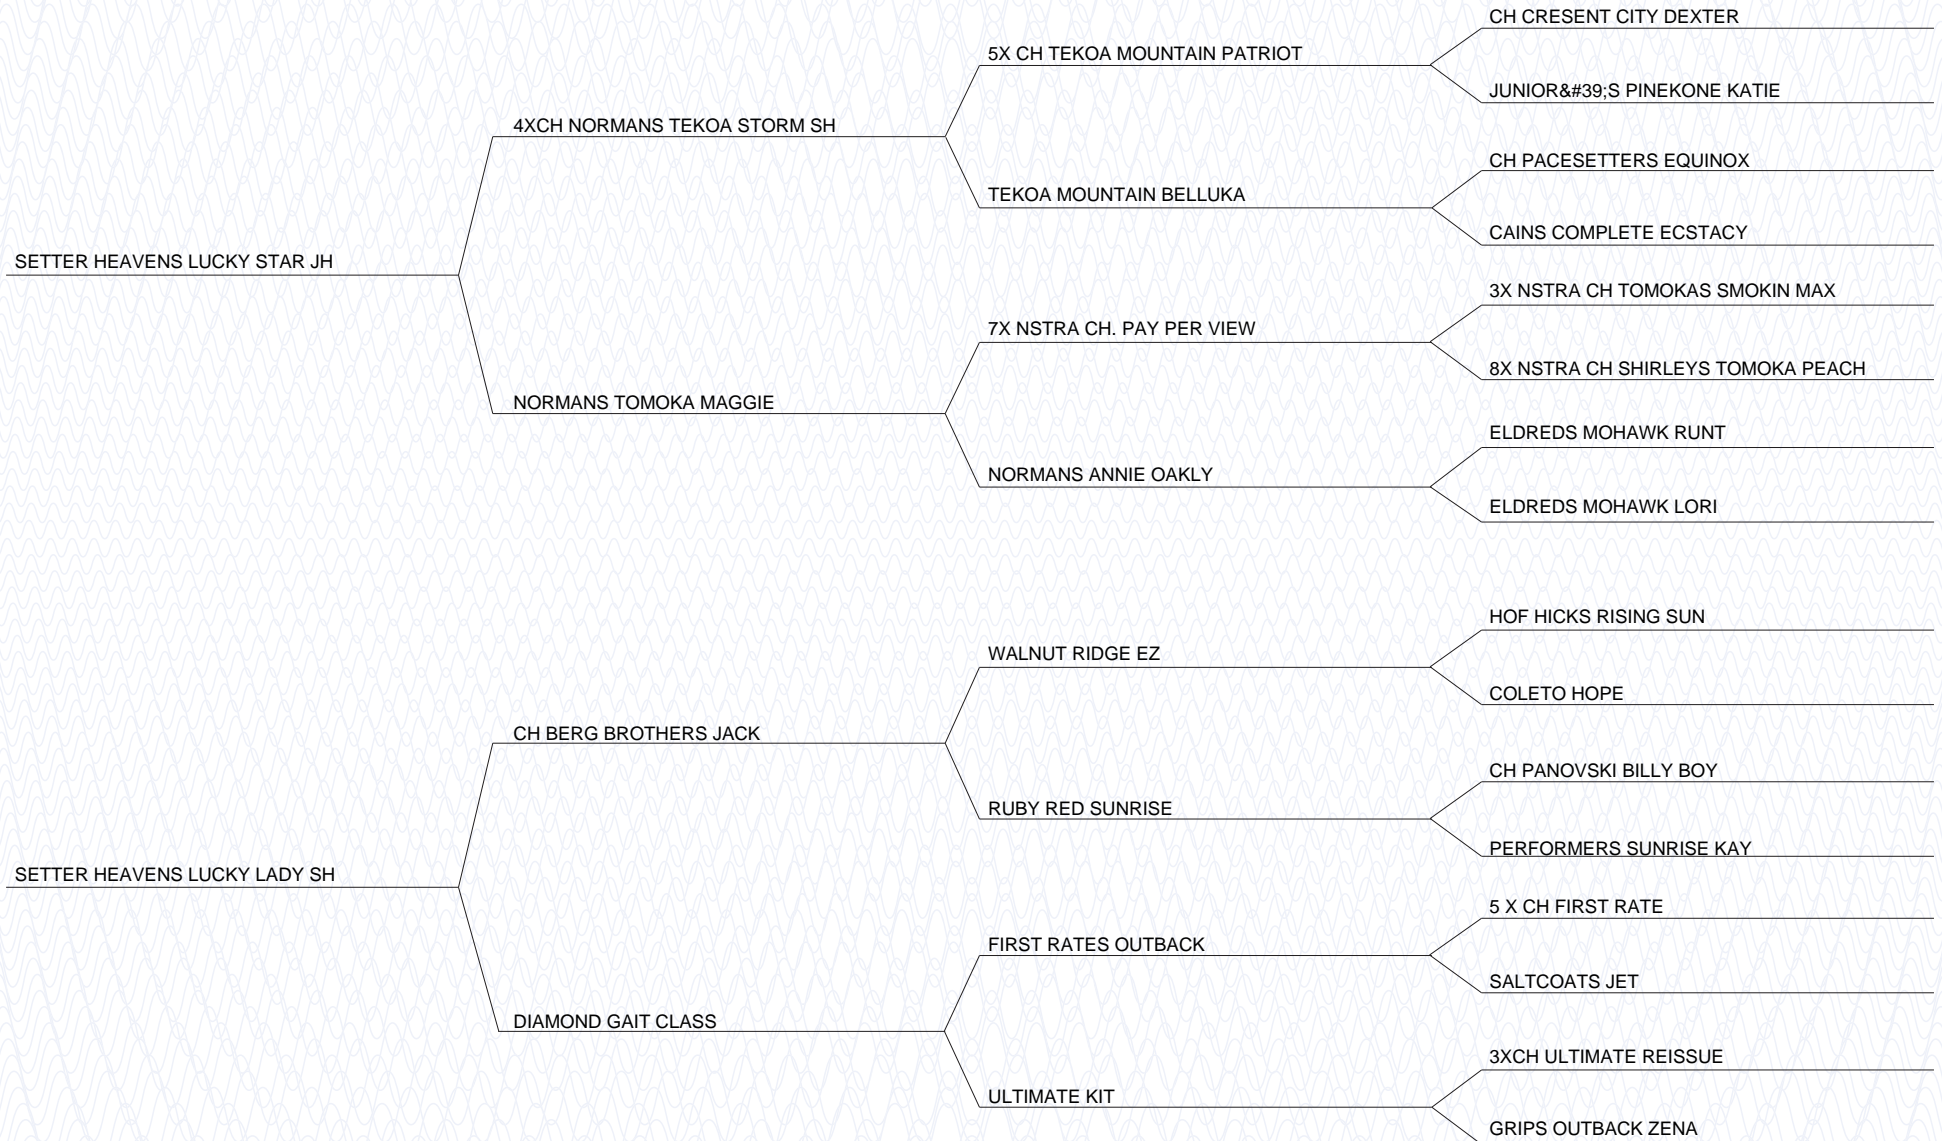 CH CRESENT CITY DEXTER
5X CH TEKOA MOUNTAIN PATRIOT
JUNIOR&#39;S PINEKONE KATIE
4XCH NORMANS TEKOA STORM SH
CH PACESETTERS EQUINOX
TEKOA MOUNTAIN BELLUKA
CAINS COMPLETE ECSTACY
SETTER HEAVENS LUCKY STAR JH
3X NSTRA CH TOMOKAS SMOKIN MAX
7X NSTRA CH. PAY PER VIEW
8X NSTRA CH SHIRLEYS TOMOKA PEACH
NORMANS TOMOKA MAGGIE
ELDREDS MOHAWK RUNT
NORMANS ANNIE OAKLY
ELDREDS MOHAWK LORI
HOF HICKS RISING SUN
WALNUT RIDGE EZ
COLETO HOPE
CH BERG BROTHERS JACK
CH PANOVSKI BILLY BOY
RUBY RED SUNRISE
PERFORMERS SUNRISE KAY
SETTER HEAVENS LUCKY LADY SH
5 X CH FIRST RATE
FIRST RATES OUTBACK
SALTCOATS JET
DIAMOND GAIT CLASS
3XCH ULTIMATE REISSUE
ULTIMATE KIT
GRIPS OUTBACK ZENA